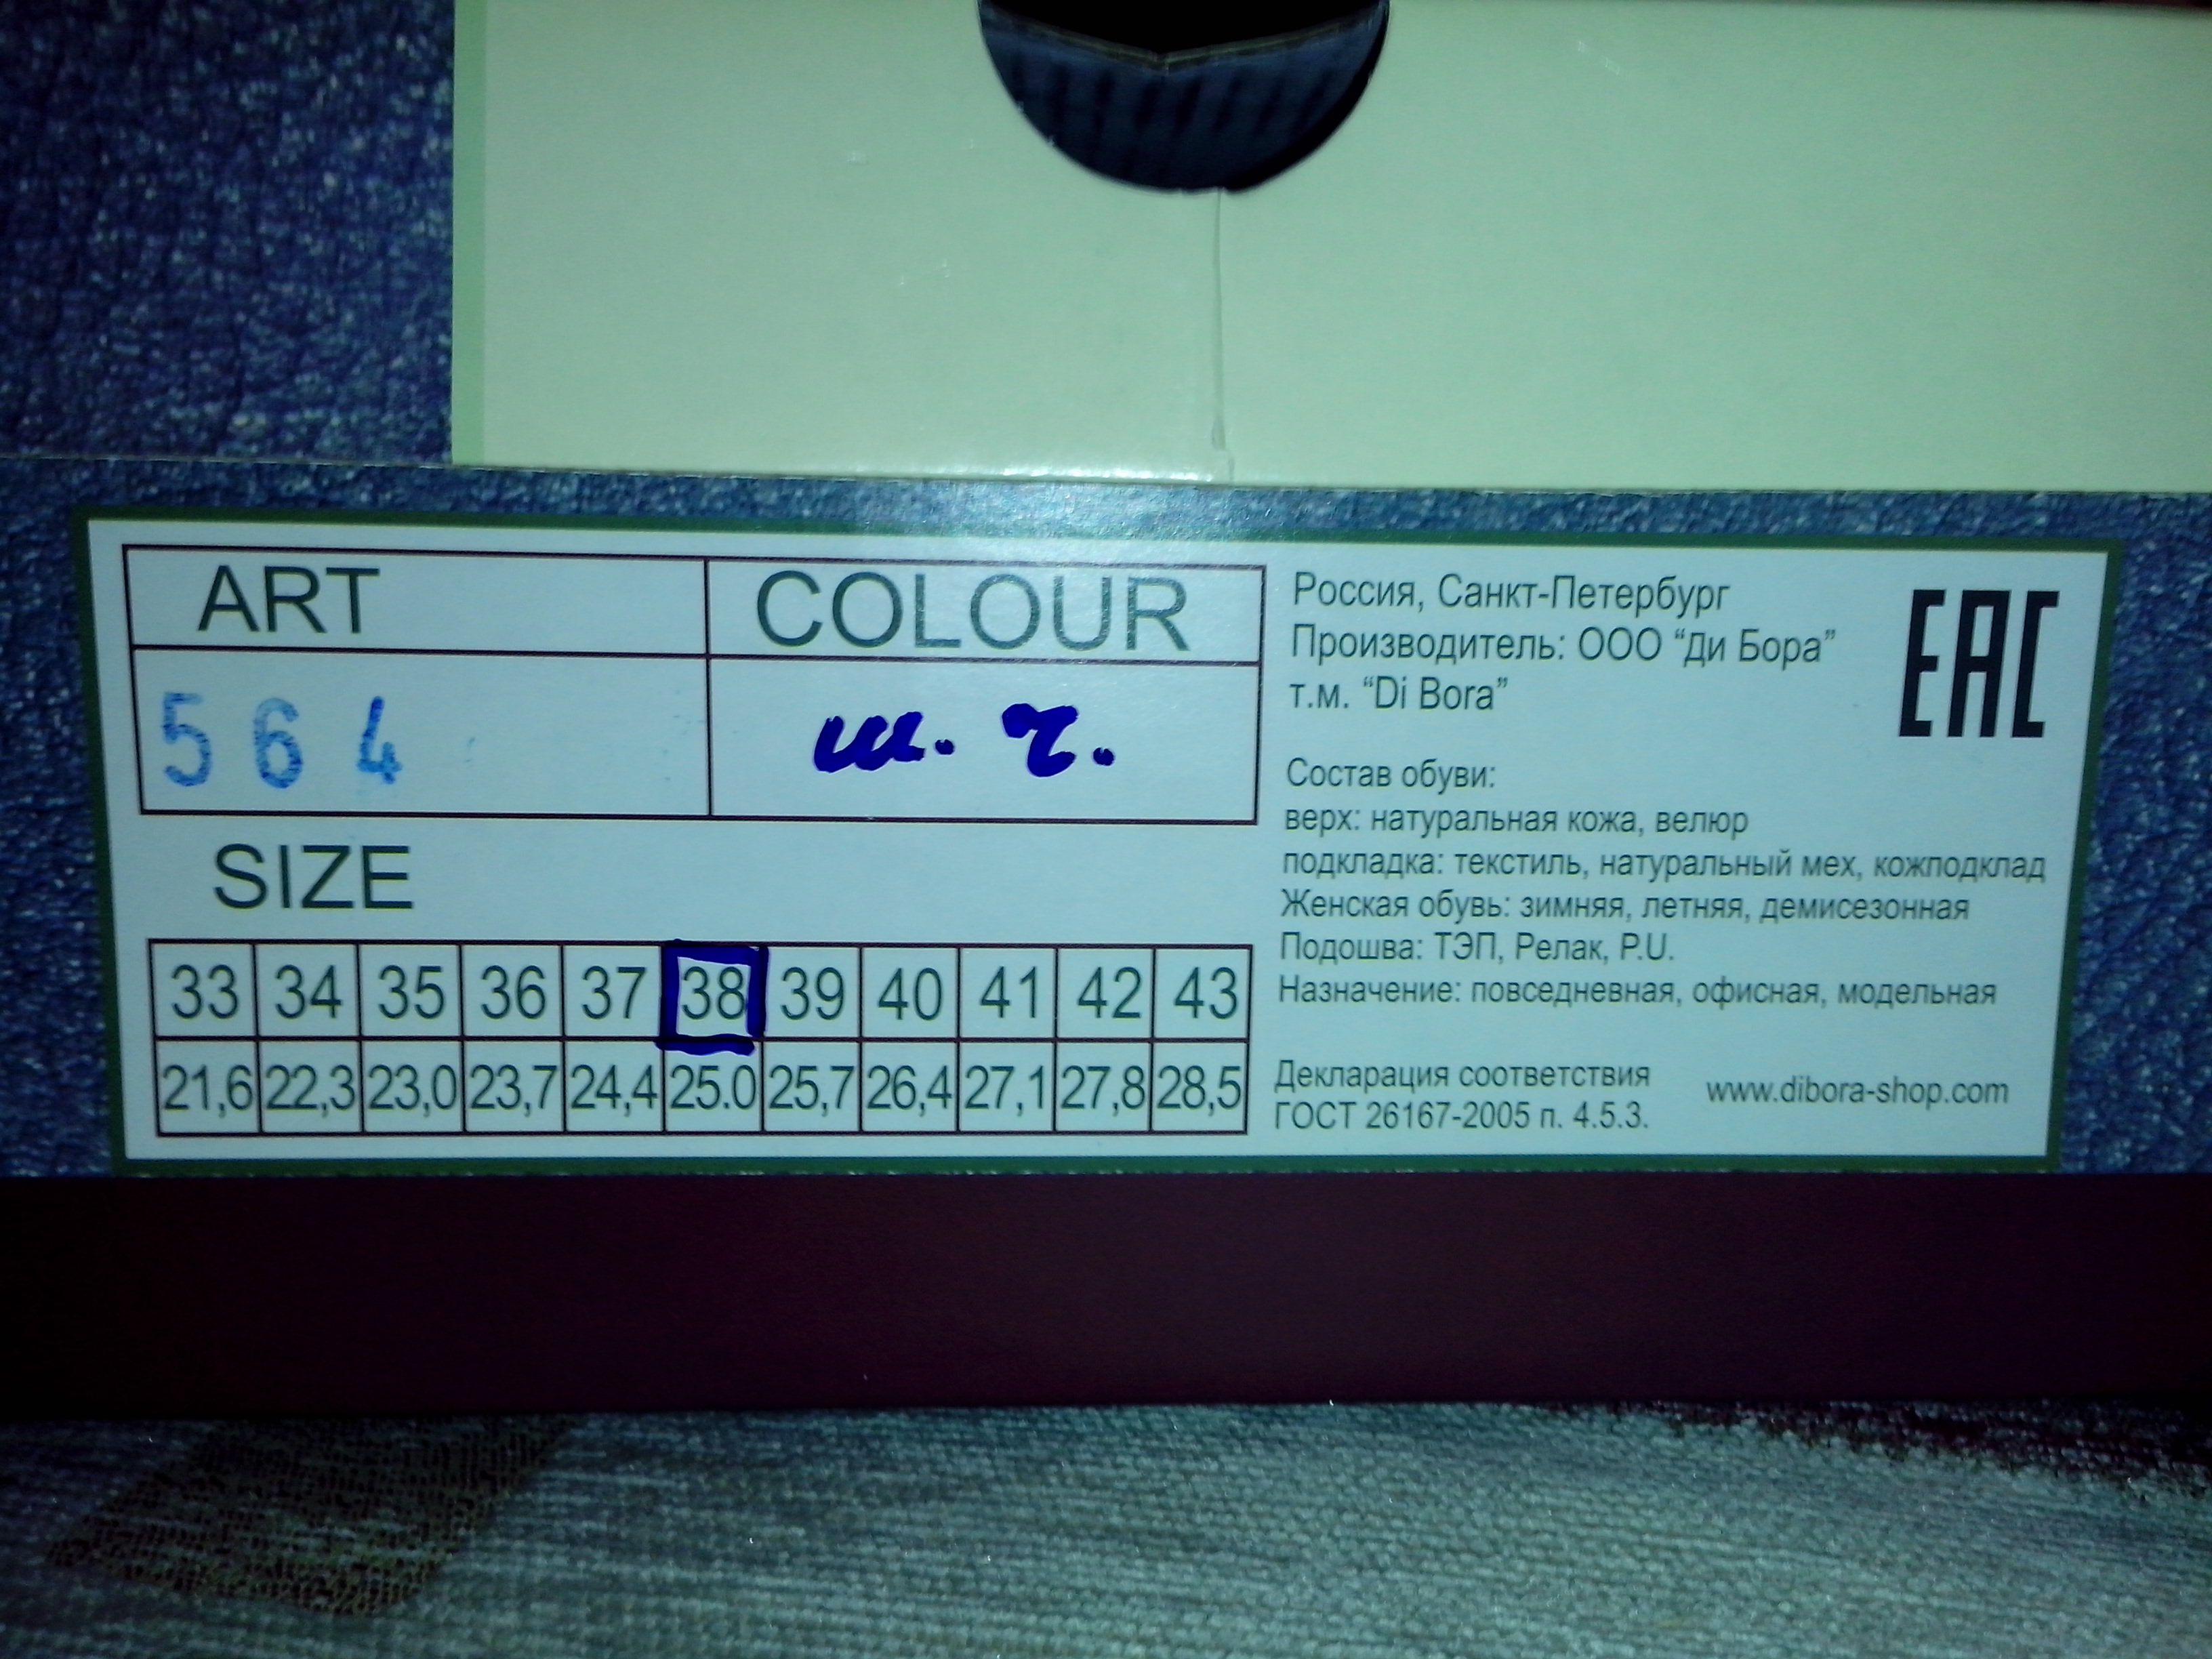 ART COLOUR
564 ш. ч.
SIZE
33 34 35 36 37 38 39 40 41 42 43
21,6 22,3 23,0 23,7 24,4 25.0 25,7 26,4 27,1 27,8 28,5
Россия, Санкт-Петербург
Производитель: ООО “Ди Бора”
т.м. “Di Bora”
EAC
Состав обуви:
верх: натуральная кожа, велюр
подкладка: текстиль, натуральный мех, кожподклад
Женская обувь: зимняя, летняя, демисезонная
Подошва: ТЭП, Релак, P.U.
Назначение: повседневная, офисная, модельная
Декларация соответствия
ГОСТ 26167-2005 п. 4.5.3.
www.dibora-shop.com